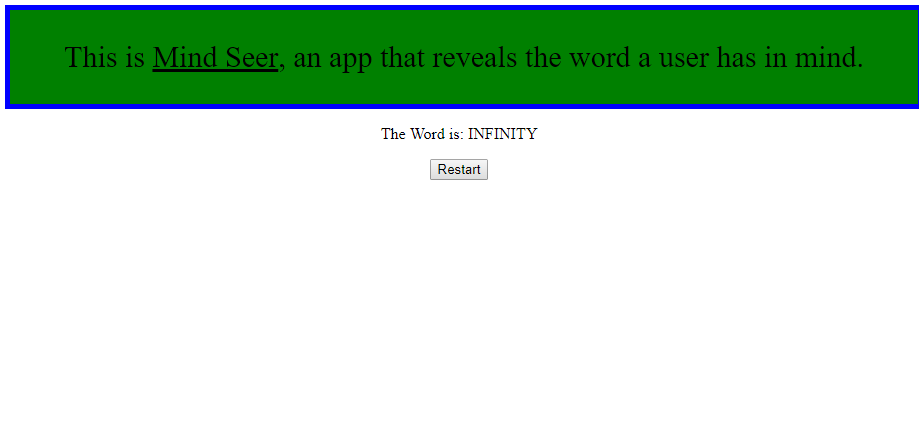 This is Mind Seer, an app that reveals the word a user has in mind.
The Word is: INFINITY
Restart